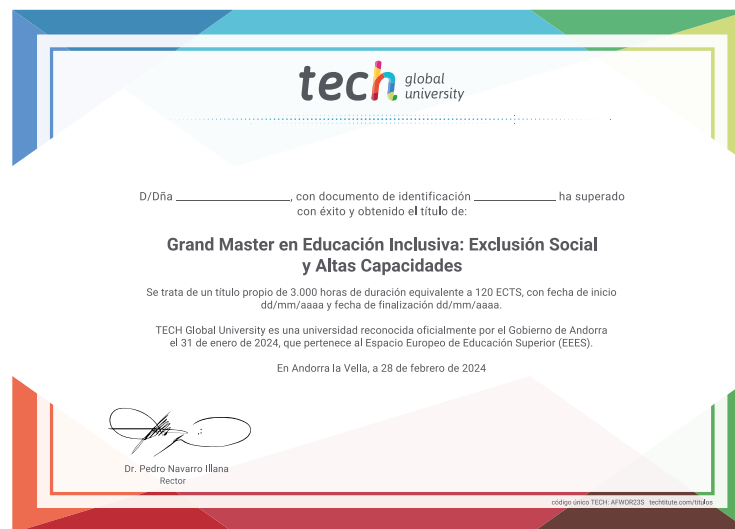 tech global
university
D/Dña ____________, con documento de identificación ____________ ha superado
con éxito y obtenido el título de:
Grand Master en Educación Inclusiva: Exclusión Social
y Altas Capacidades
Se trata de un título propio de 3.000 horas de duración equivalente a 120 ECTS, con fecha de inicio
dd/mm/aaaa y fecha de finalización dd/mm/aaaa.
TECH Global University es una universidad reconocida oficialmente por el Gobierno de Andorra
el 31 de enero de 2024, que pertenece al Espacio Europeo de Educación Superior (EEES).
En Andorra la Vella, a 28 de febrero de 2024
Dr. Pedro Navarro Illana
Rector
código único TECH: AFWOR23S techtitute.com/titulos